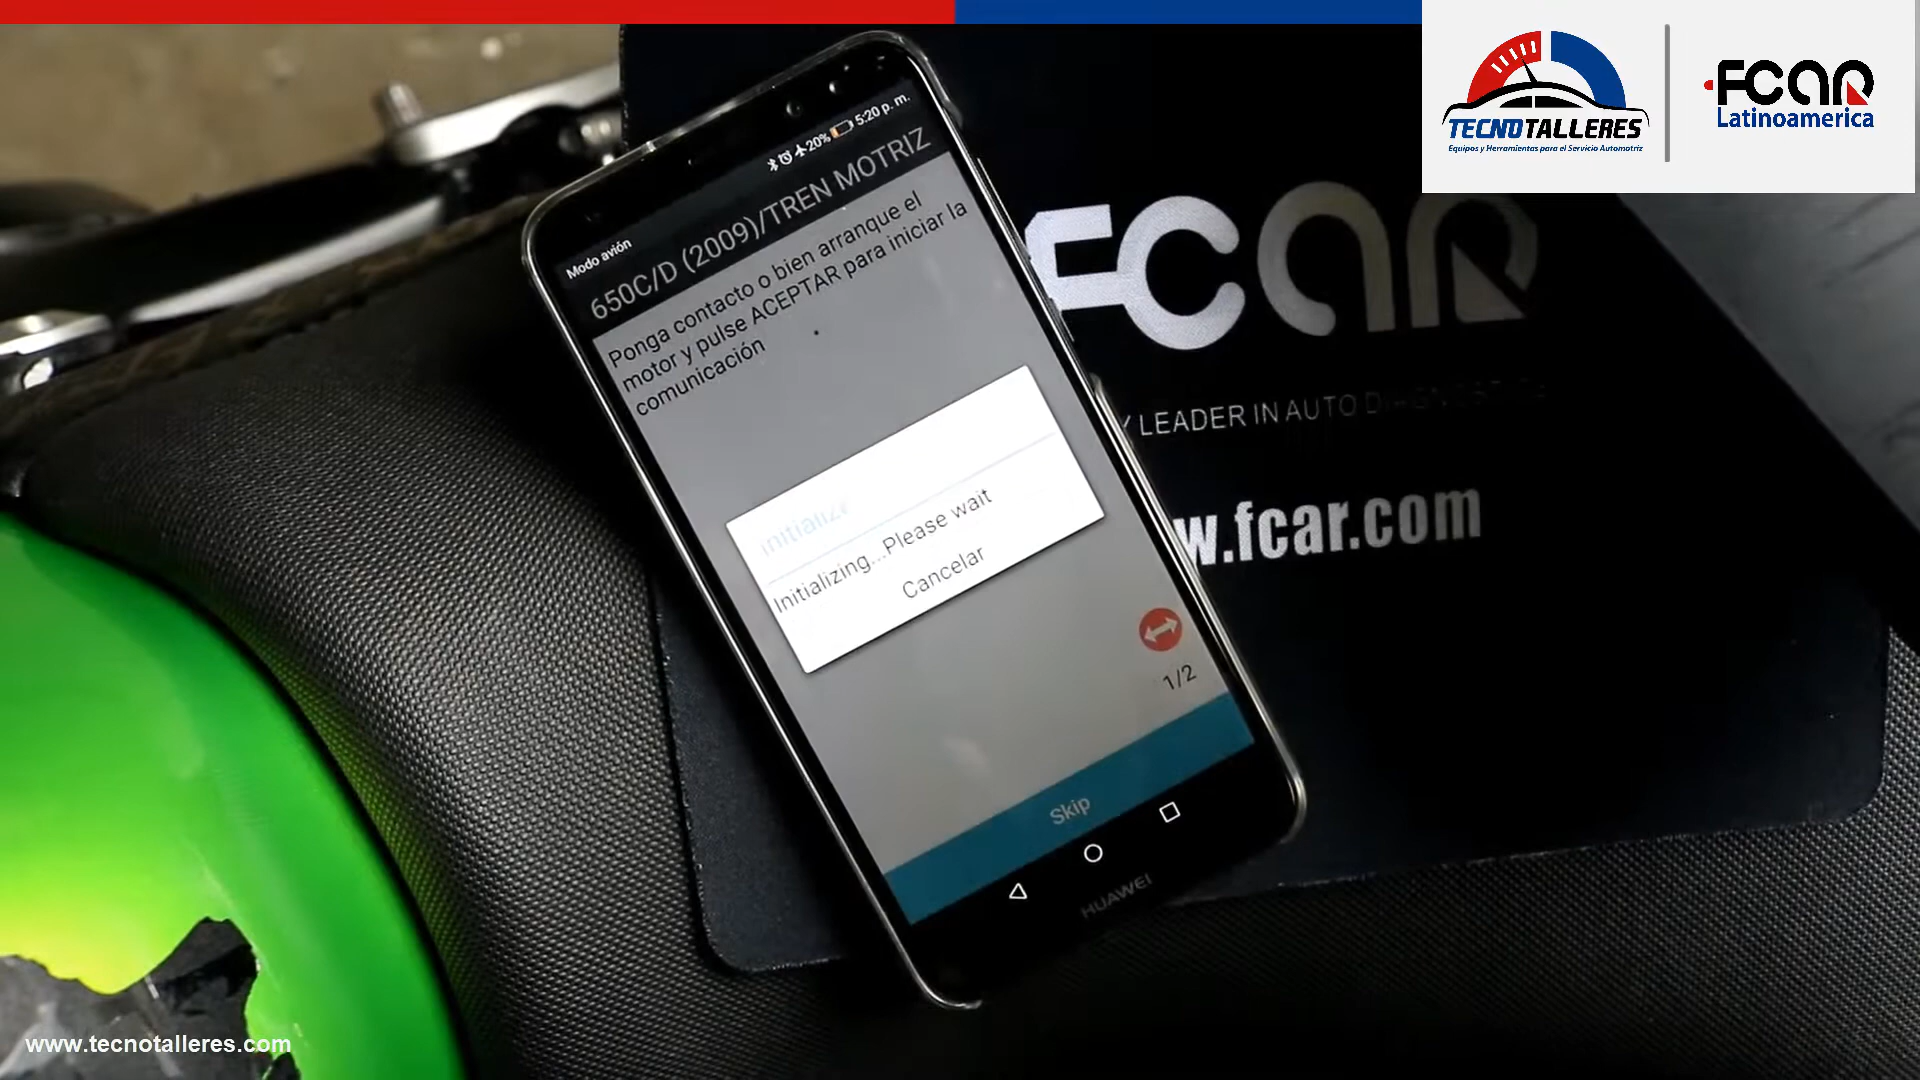 TECNOTALLERES
Equipos y Herramientas para el Servicio Automotriz
FCAR
Latinoamerica
20% 5:20 p. m.
Modo avión
650C/D (2009)/TREN MOTRIZ
Ponga contacto o bien arranque el
motor y pulse ACEPTAR para iniciar la
comunicación
Initialize
Initializing...Please wait
Cancelar
1/2
Skip
HUAWEI
FCAR
LEADER IN AUTO
w.fcar.com
www.tecnotalleres.com